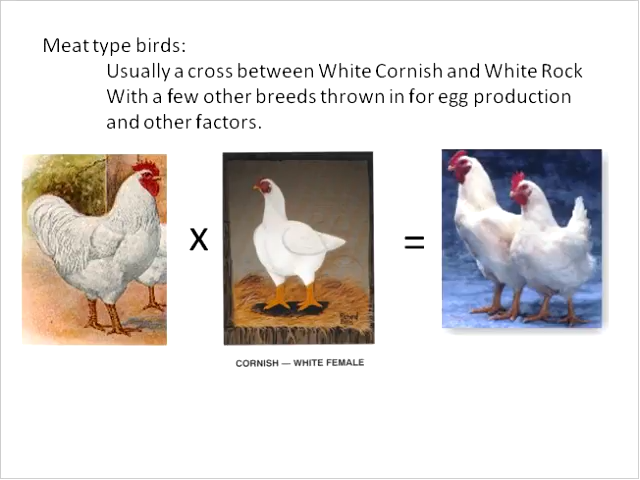 Meat type birds:
Usually a cross between White Cornish and White Rock
With a few other breeds thrown in for egg production
and other factors.
X
=
CORNISH — WHITE FEMALE